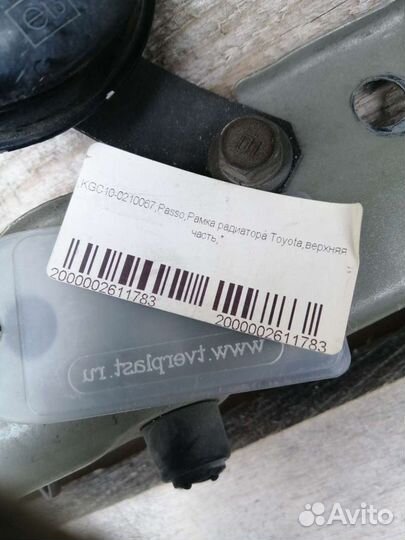 KGC10-0210067,Passo,Рамка радиатора Toyota,верхняя
часть,*
2000002611783
2000002611783
www.tverplast.ru
Avito